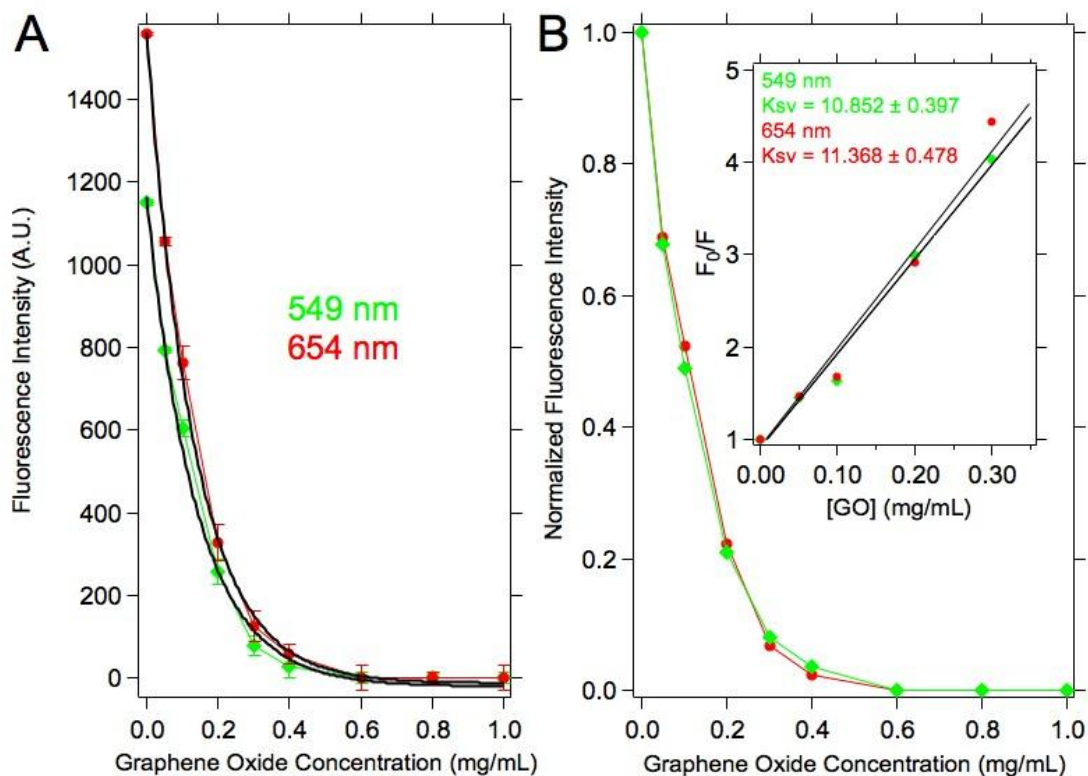 A
1400
1200
1000
800
600
400
200
0
0.0 0.2 0.4 0.6 0.8 1.0
Fluorescence Intensity (A.U.)
Graphene Oxide Concentration (mg/mL)
549 nm
654 nm
B
1.0
0.8
0.6
0.4
0.2
0.0
0.0 0.2 0.4 0.6 0.8 1.0
Normalized Fluorescence Intensity
Graphene Oxide Concentration (mg/mL)
549 nm
Ksv = 10.852 ± 0.397
654 nm
Ksv = 11.368 ± 0.478
5
4
3
2
1
F₀/F
0.00 0.10 0.20 0.30
[GO] (mg/mL)